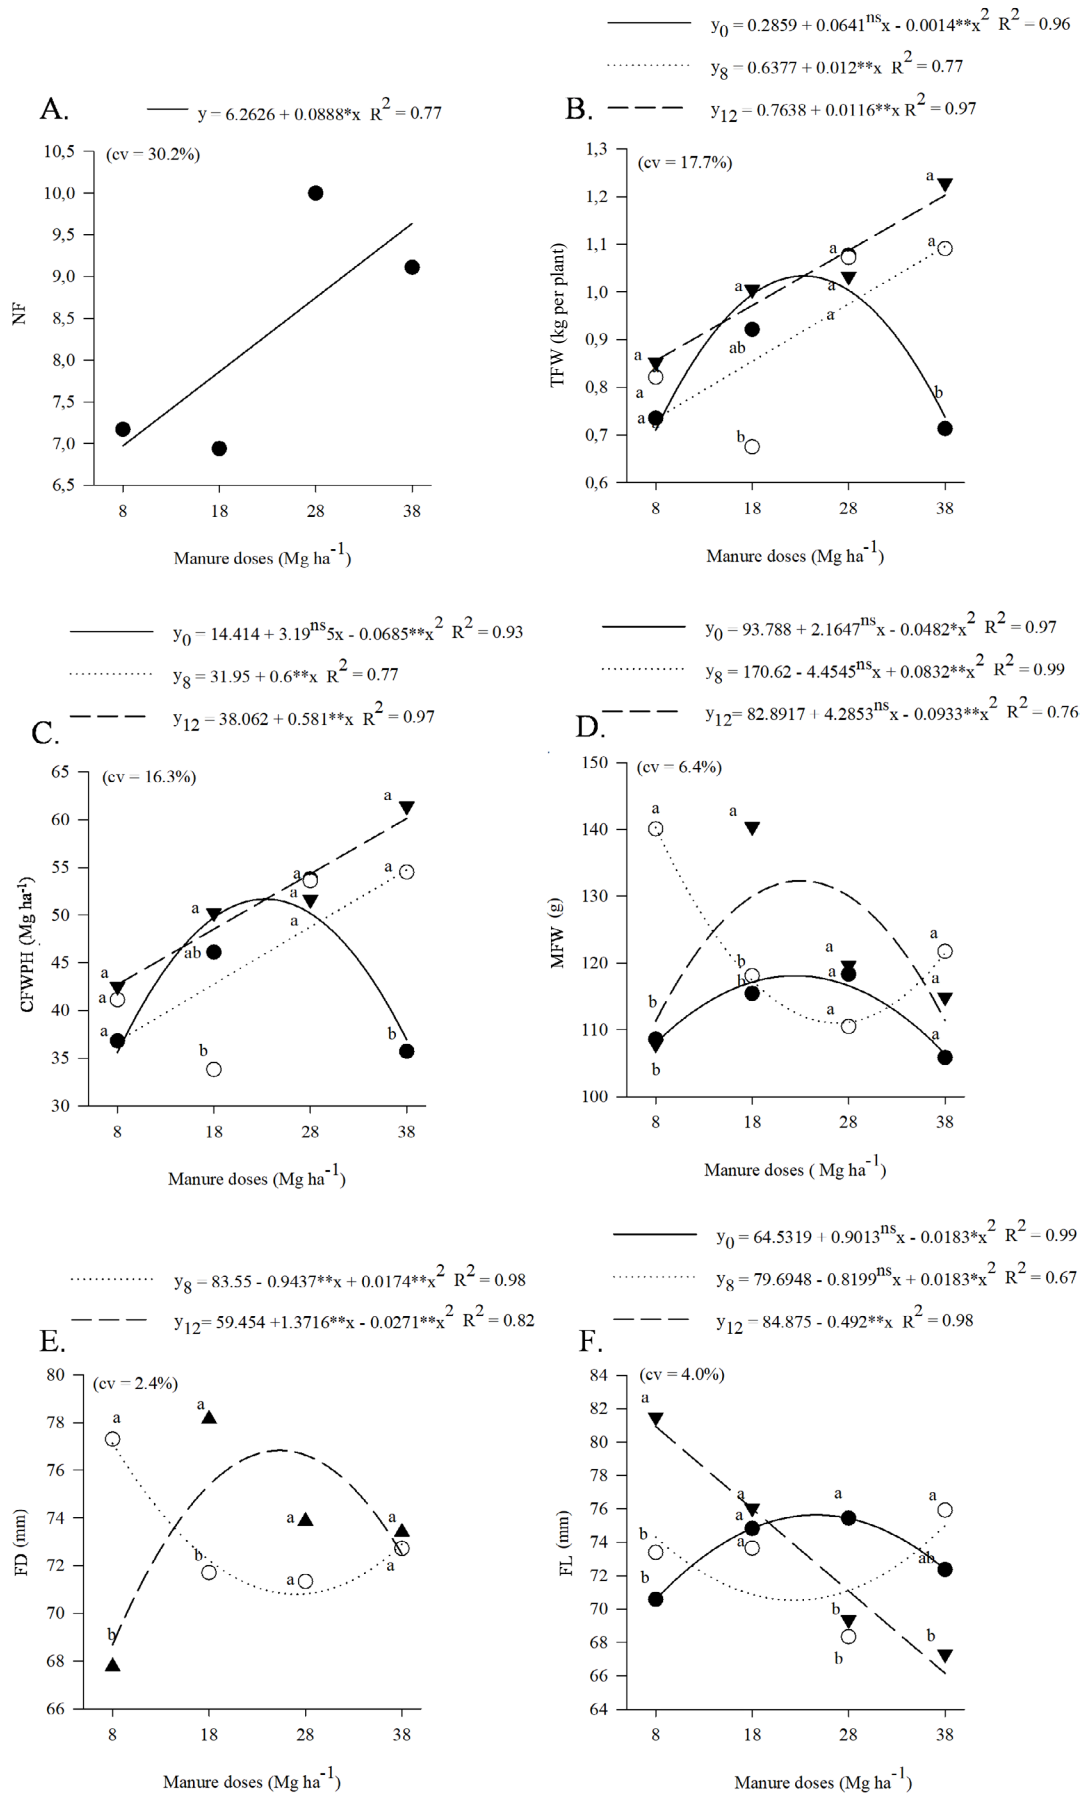 y0 = 0.2859 + 0.0641nsx - 0.0014**x2 R2 = 0.96
y8 = 0.6377 + 0.012**x R2 = 0.77
y12 = 0.7638 + 0.0116**x R2 = 0.97
A.
y = 6.2626 + 0.0888*x R2 = 0.77
B.
(cv = 30.2%)
10,5
10,0
9,5
9,0
8,5
8,0
7,5
7,0
6,5
NF
8 18 28 38
Manure doses (Mg ha-1)
(cv = 17.7%)
1,3
1,2
1,1
1,0
0,9
0,8
0,7
0,6
TFW (kg per plant)
a
a
a
a
a
ab
a
a
a
a
b
b
8 18 28 38
Manure doses (Mg ha-1)
y0 = 14.414 + 3.19ns5x - 0.0685**x2 R2 = 0.93
y8 = 31.95 + 0.6**x R2 = 0.77
y12 = 38.062 + 0.581**x R2 = 0.97
C.
(cv = 16.3%)
65
60
55
50
45
40
35
30
CFWPH (Mg ha-1)
a
a
a
a
a
a
ab
a
a
a
b
b
8 18 28 38
Manure doses (Mg ha-1)
y0 = 93.788 + 2.1647nsx - 0.0482*x2 R2 = 0.97
y8 = 170.62 - 4.4545nsx + 0.0832**x2 R2 = 0.99
y12= 82.8917 + 4.2853nsx - 0.0933**x2 R2 = 0.76
D.
(cv = 6.4%)
150
140
130
120
110
100
MFW (g)
a
a
a
a
b
a
a
b
b
a
a
b
8 18 28 38
Manure doses ( Mg ha-1)
y8 = 83.55 - 0.9437**x + 0.0174**x2 R2 = 0.98
y12= 59.454 +1.3716**x - 0.0271**x2 R2 = 0.82
E.
(cv = 2.4%)
80
78
76
74
72
70
68
66
FD (mm)
a
a
a
a
b
a
a
b
8 18 28 38
Manure doses (Mg ha-1)
y0 = 64.5319 + 0.9013nsx - 0.0183*x2 R2 = 0.99
y8 = 79.6948 - 0.8199nsx + 0.0183*x2 R2 = 0.67
y12 = 84.875 - 0.492**x R2 = 0.98
F.
(cv = 4.0%)
84
82
80
78
76
74
72
70
68
66
64
FL (mm)
a
a
a
a
a
b
a
ab
b
b
b
b
8 18 28 38
Manure doses (Mg ha-1)